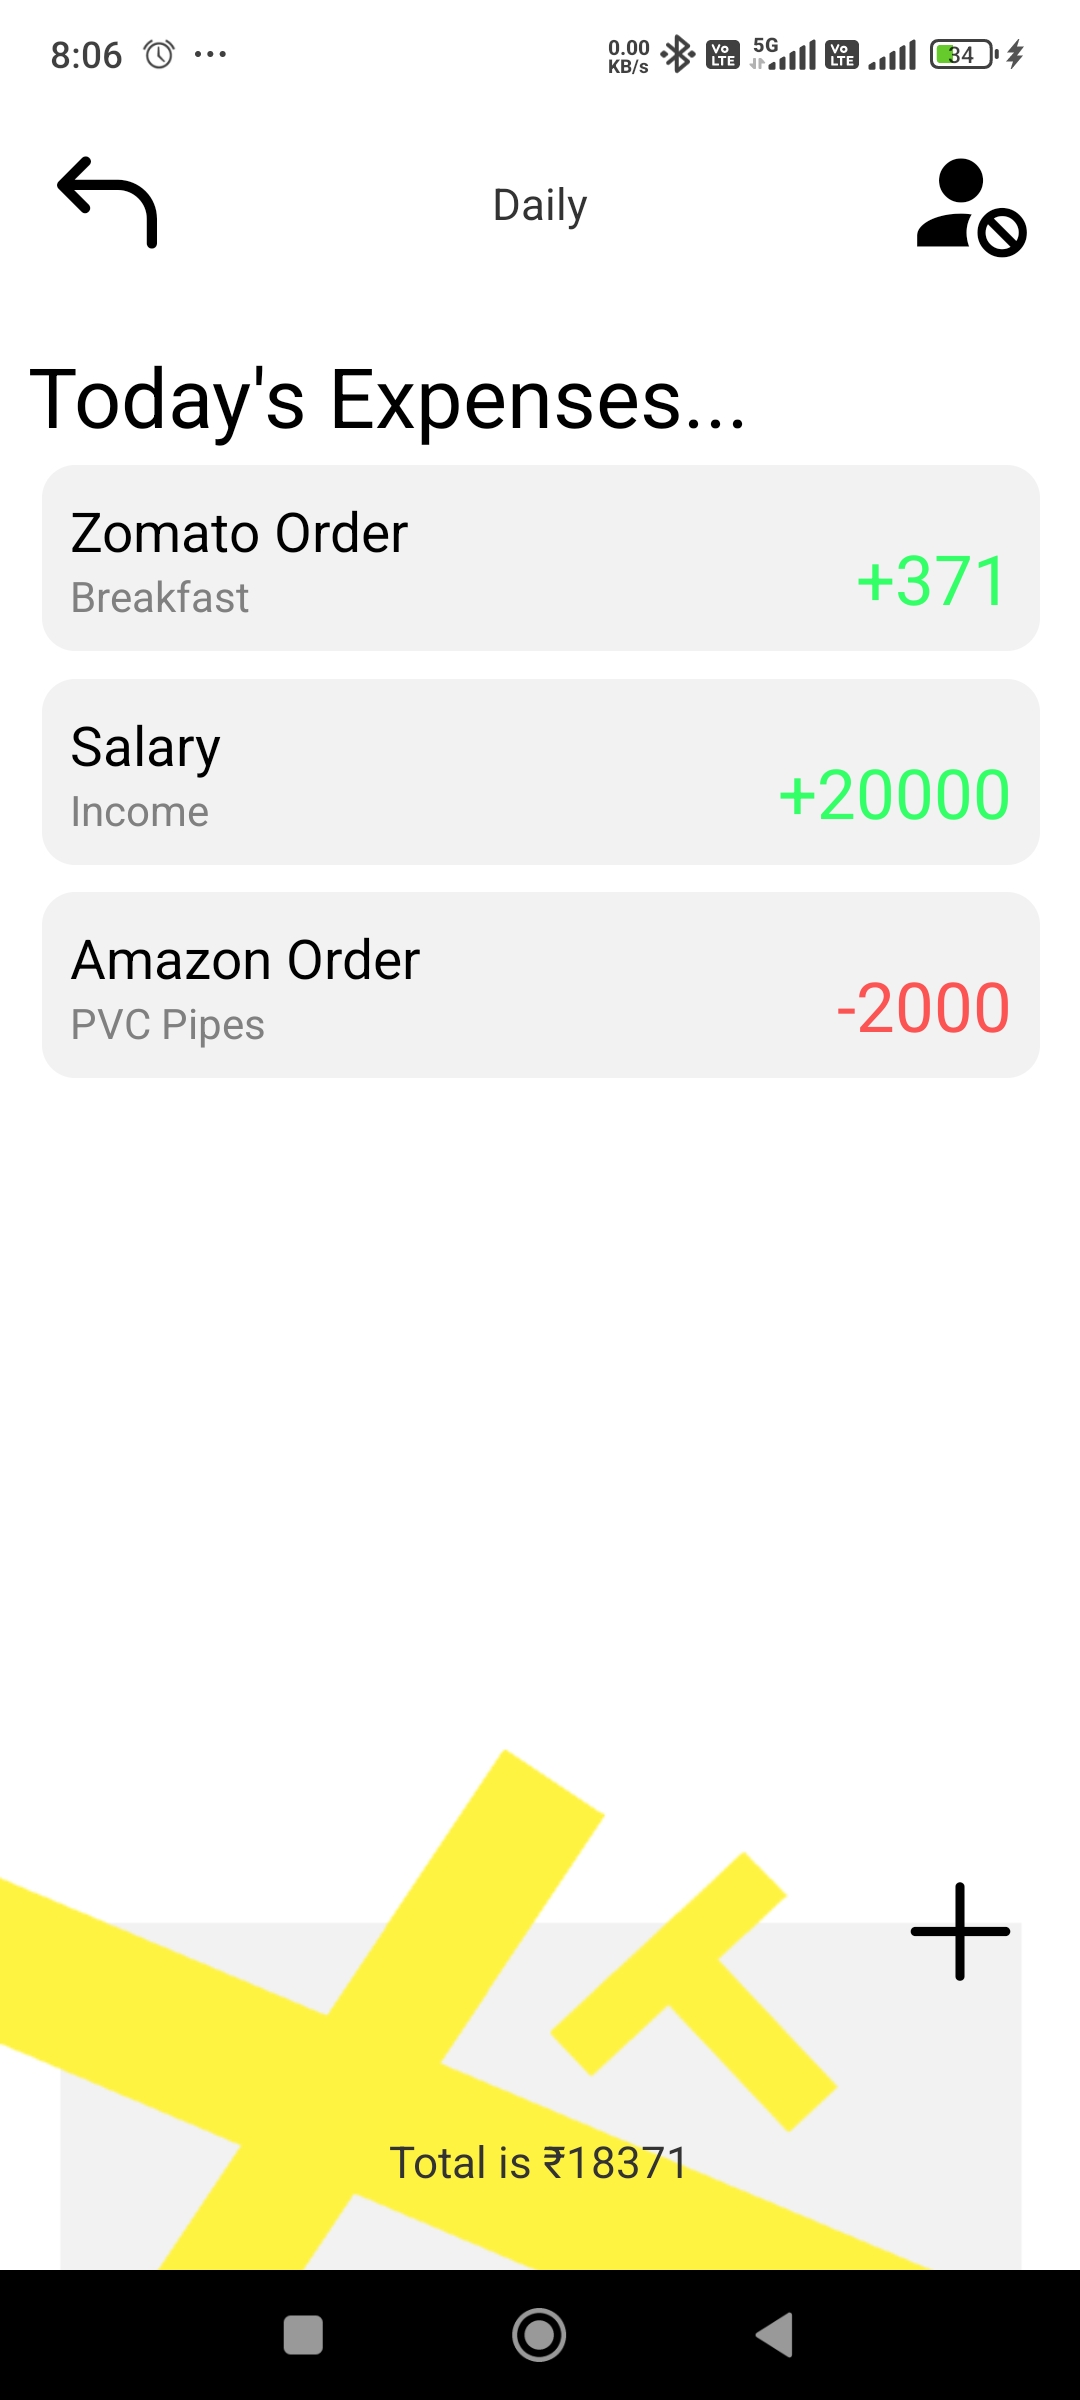 8:06 ...
0.00 KB/s Vo LTE 5G Vo LTE 34
Daily
Today's Expenses...
Zomato Order
Breakfast
+371
Salary
Income
+20000
Amazon Order
PVC Pipes
-2000
Total is ₹18371